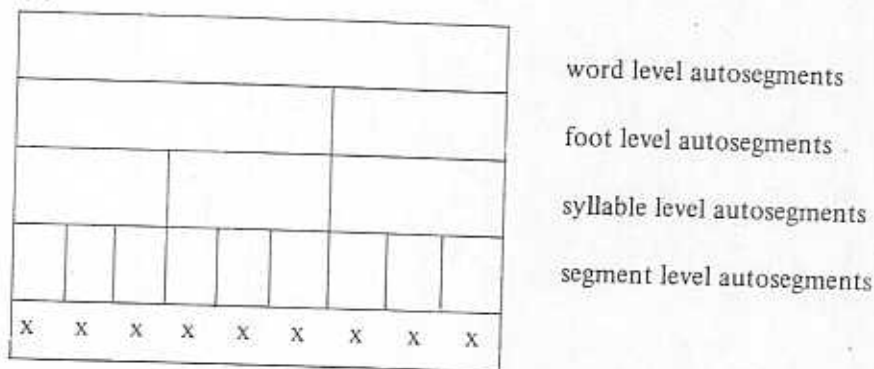 word level autosegments
foot level autosegments
syllable level autosegments
segment level autosegments
x x x x x x x x x